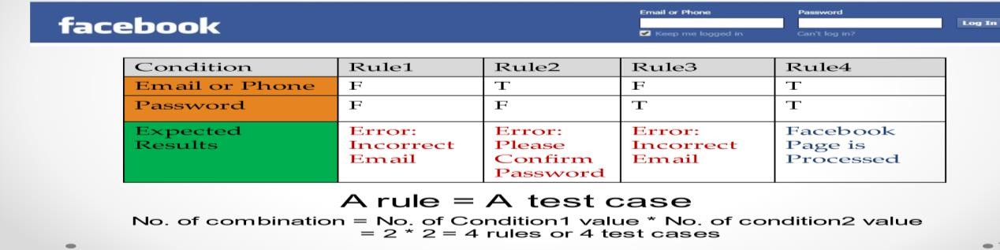 facebook
Email or Phone Password
Keep me logged in Can't log in? Log In
Condition Rule1 Rule2 Rule3 Rule4
Email or Phone F T F T
Password F F T T
Expected Error: Error: Error: Facebook
Results Incorrect Please Incorrect Page is
Email Confirm Email Processed
Password
A rule = A test case
No. of combination = No. of Condition1 value * No. of condition2 value
= 2 * 2 = 4 rules or 4 test cases